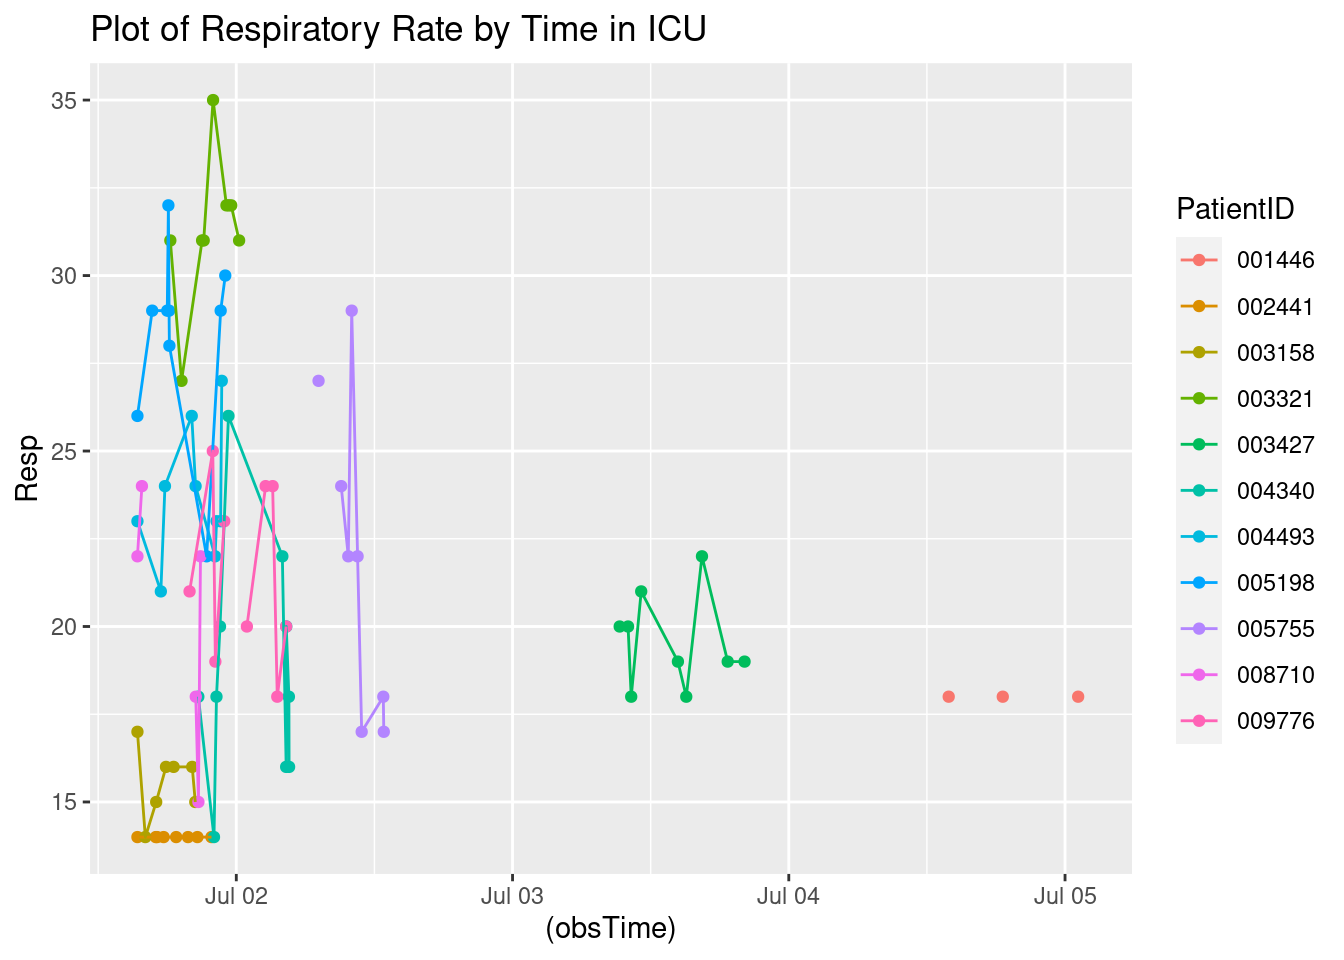 Plot of Respiratory Rate by Time in ICU
35
30
25
20
15
Resp
Jul 02
Jul 03
Jul 04
Jul 05
(obsTime)
PatientID
001446
002441
003158
003321
003427
004340
004493
005198
005755
008710
009776